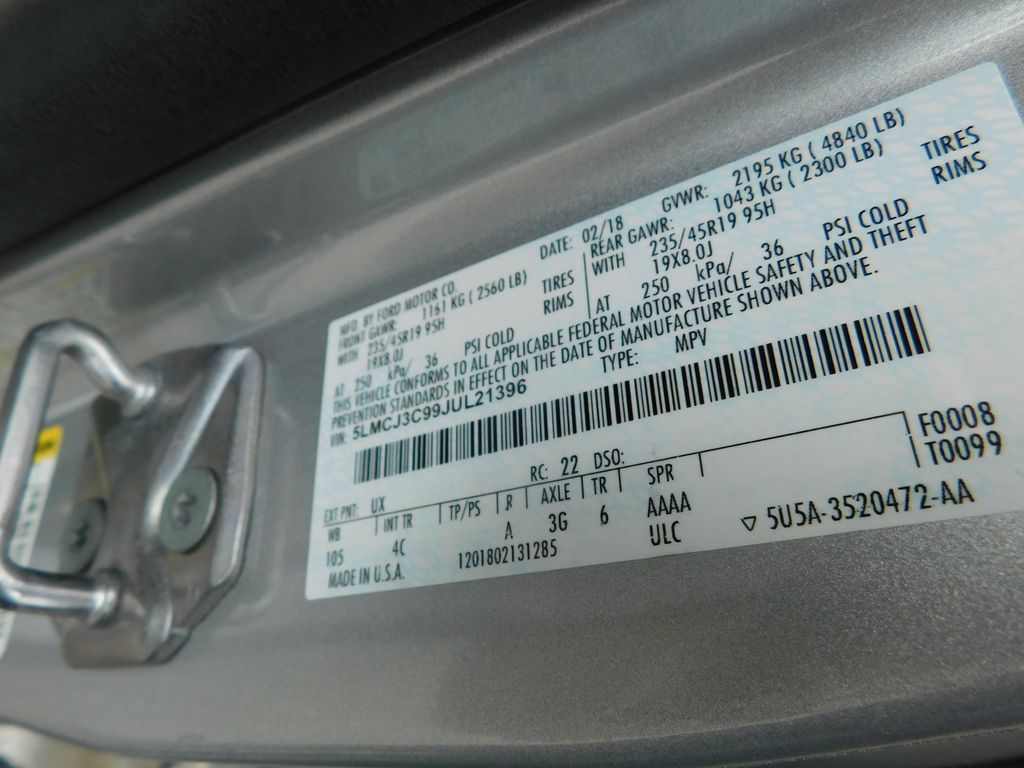 MFD. BY FORD MOTOR CO.
DATE: 02/18 GVWR: 2195 KG ( 4840 LB)
FRONT GAWR: 1161 KG ( 2560 LB) REAR GAWR: 1043 KG ( 2300 LB)
WITH 235/45R19 95H TIRES WITH 235/45R19 95H TIRES
19X8.0J RIMS 19X8.0J RIMS
AT 250 kPa/ 36 PSI COLD AT 250 kPa/ 36 PSI COLD
THIS VEHICLE CONFORMS TO ALL APPLICABLE FEDERAL MOTOR VEHICLE SAFETY AND THEFT
PREVENTION STANDARDS IN EFFECT ON THE DATE OF MANUFACTURE SHOWN ABOVE.
VIN: 5LMCJ3C99JUL21396 TYPE: MPV
F0008
T0099
EXT PNT: UX RC: 22 DSO:
WB INT TR TP/PS R AXLE TR SPR
105 4C A 3G 6 AAAA
ULC
MADE IN U.S.A. 1201802131285 ▽ 5U5A-3520472-AA